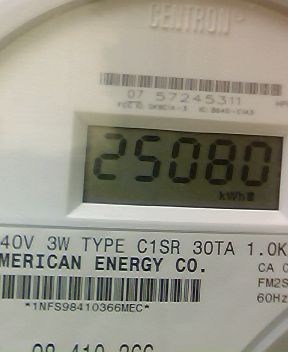 CENTRON
07 57245311
25080
kWh
40V 3W TYPE C1SR 30TA 1.0K
MERICAN ENERGY CO.
CA
FM2S
60Hz
*1NFS98410366MEC*